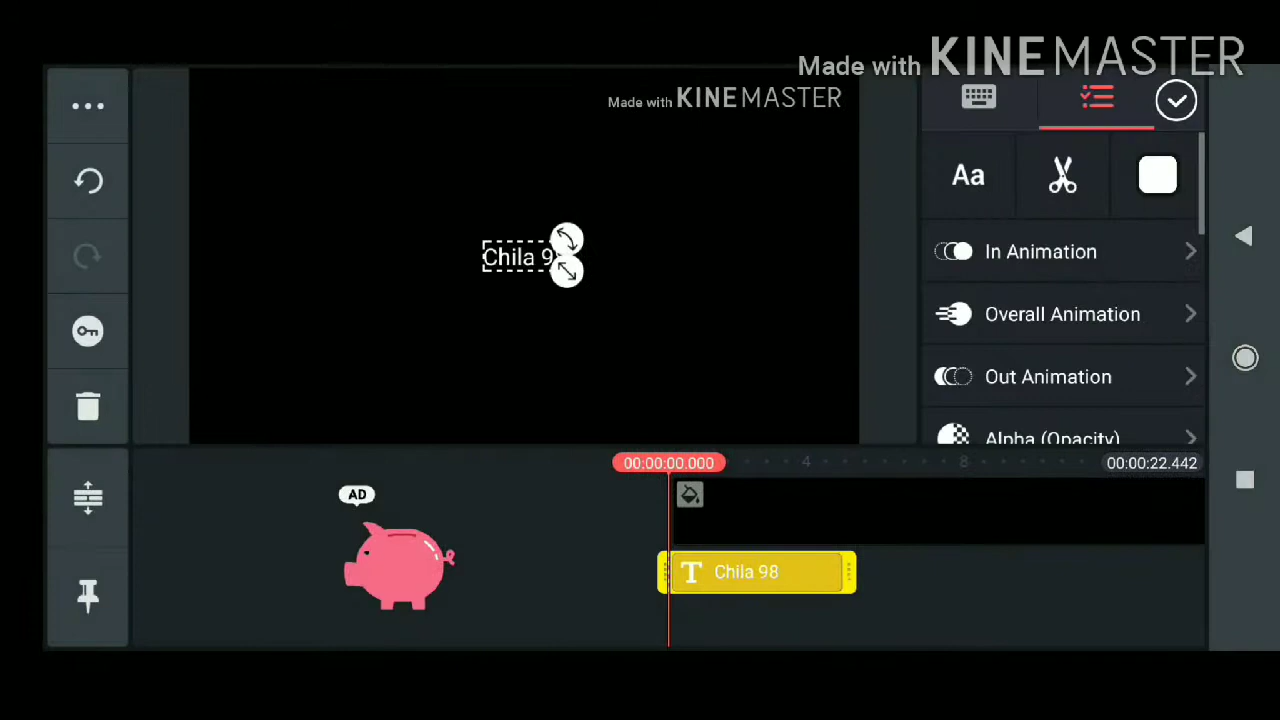 Made with KINEMASTER
Made with KINEMASTER
Aa
Chila 9
In Animation
Overall Animation
Out Animation
Alpha (Opacity)
00:00:00.000
4
8
00:00:22.442
AD
T Chila 98